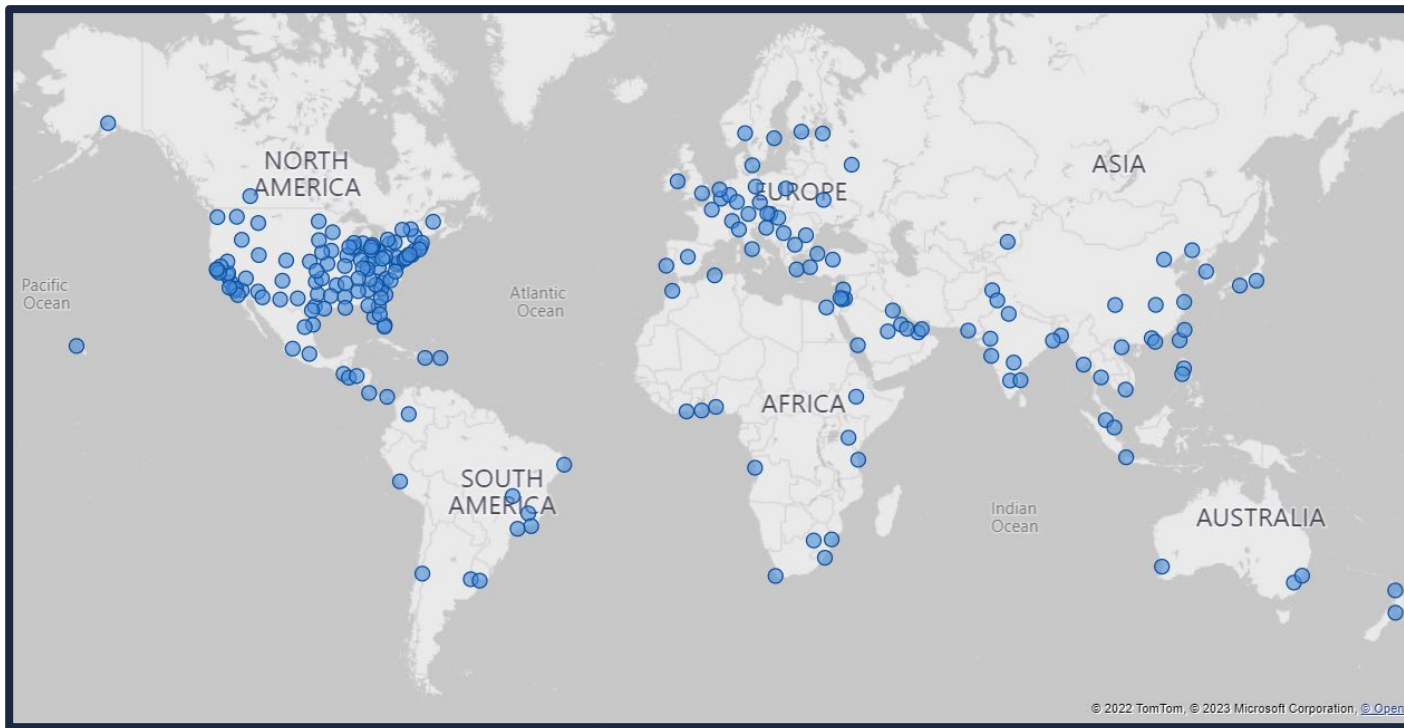 NORTH
AMERICA
ASIA
EUROPE
Pacific
Ocean
Atlantic
Ocean
AFRICA
SOUTH
AMERICA
Indian
Ocean
AUSTRALIA
© 2022 TomTom, © 2023 Microsoft Corporation, © Open